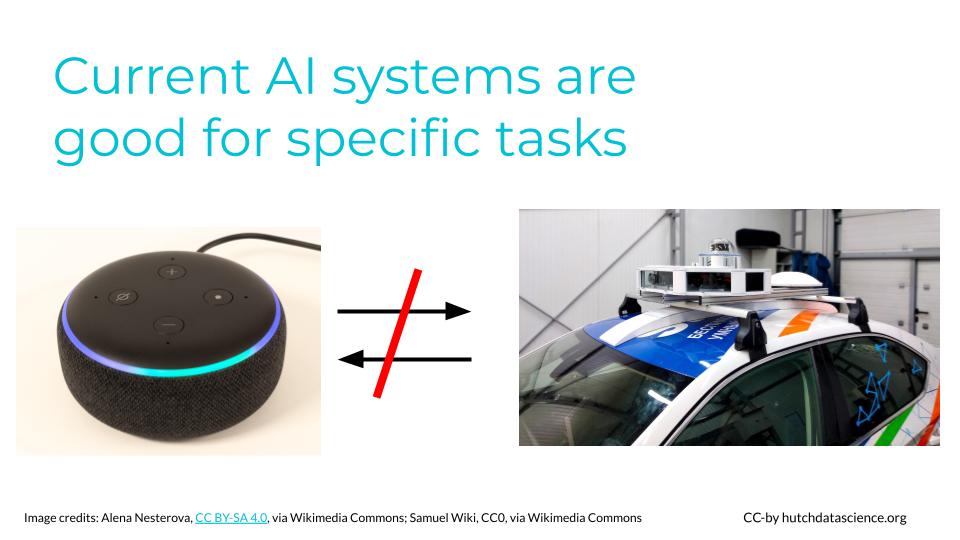 Current AI systems are
good for specific tasks
УМНЫ
Image credits: Alena Nesterova, CC BY-SA 4.0, via Wikimedia Commons; Samuel Wiki, CC0, via Wikimedia Commons
CC-by hutchdatascience.org